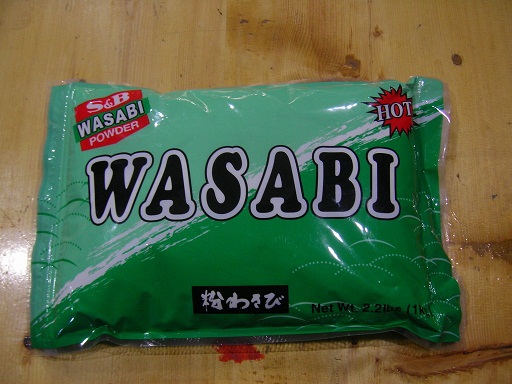 S&B
WASABI
POWDER
HOT
WASABI
粉わさび
Net Wt. 2.2lbs.(1kg)